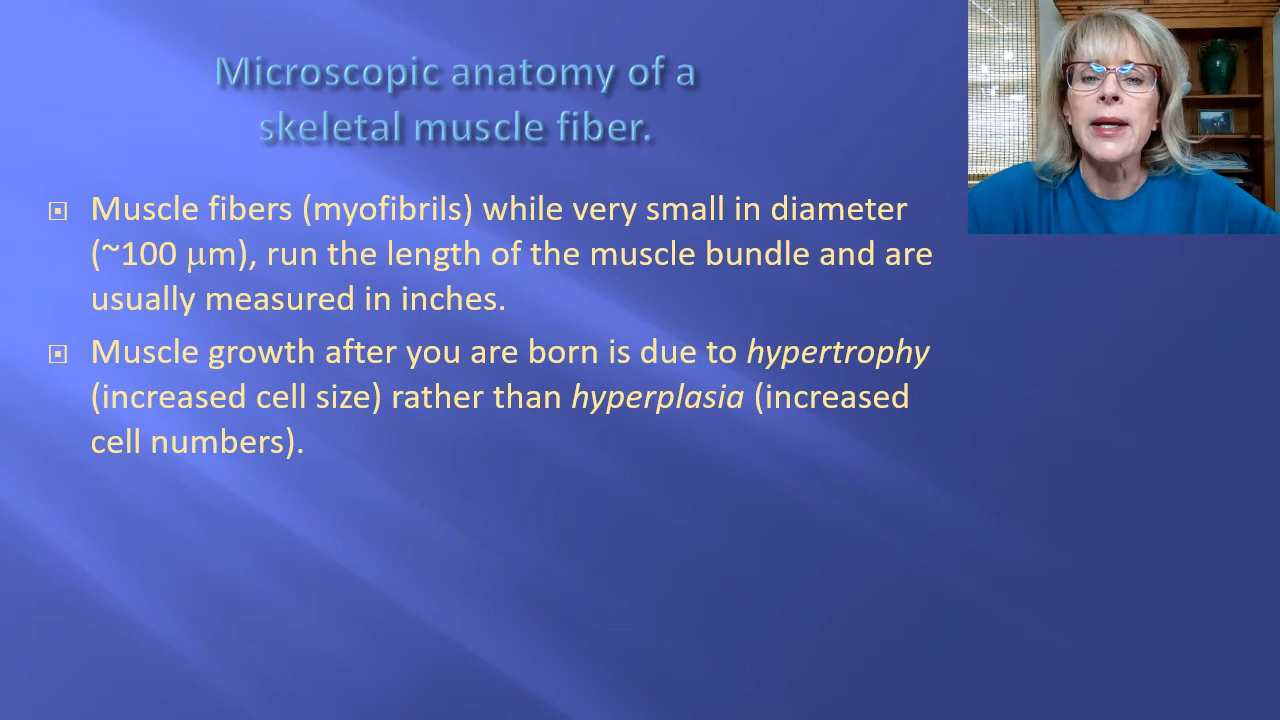 Microscopic anatomy of a
skeletal muscle fiber.
Muscle fibers (myofibrils) while very small in diameter
(~100 μm), run the length of the muscle bundle and are
usually measured in inches.
Muscle growth after you are born is due to hypertrophy
(increased cell size) rather than hyperplasia (increased
cell numbers).